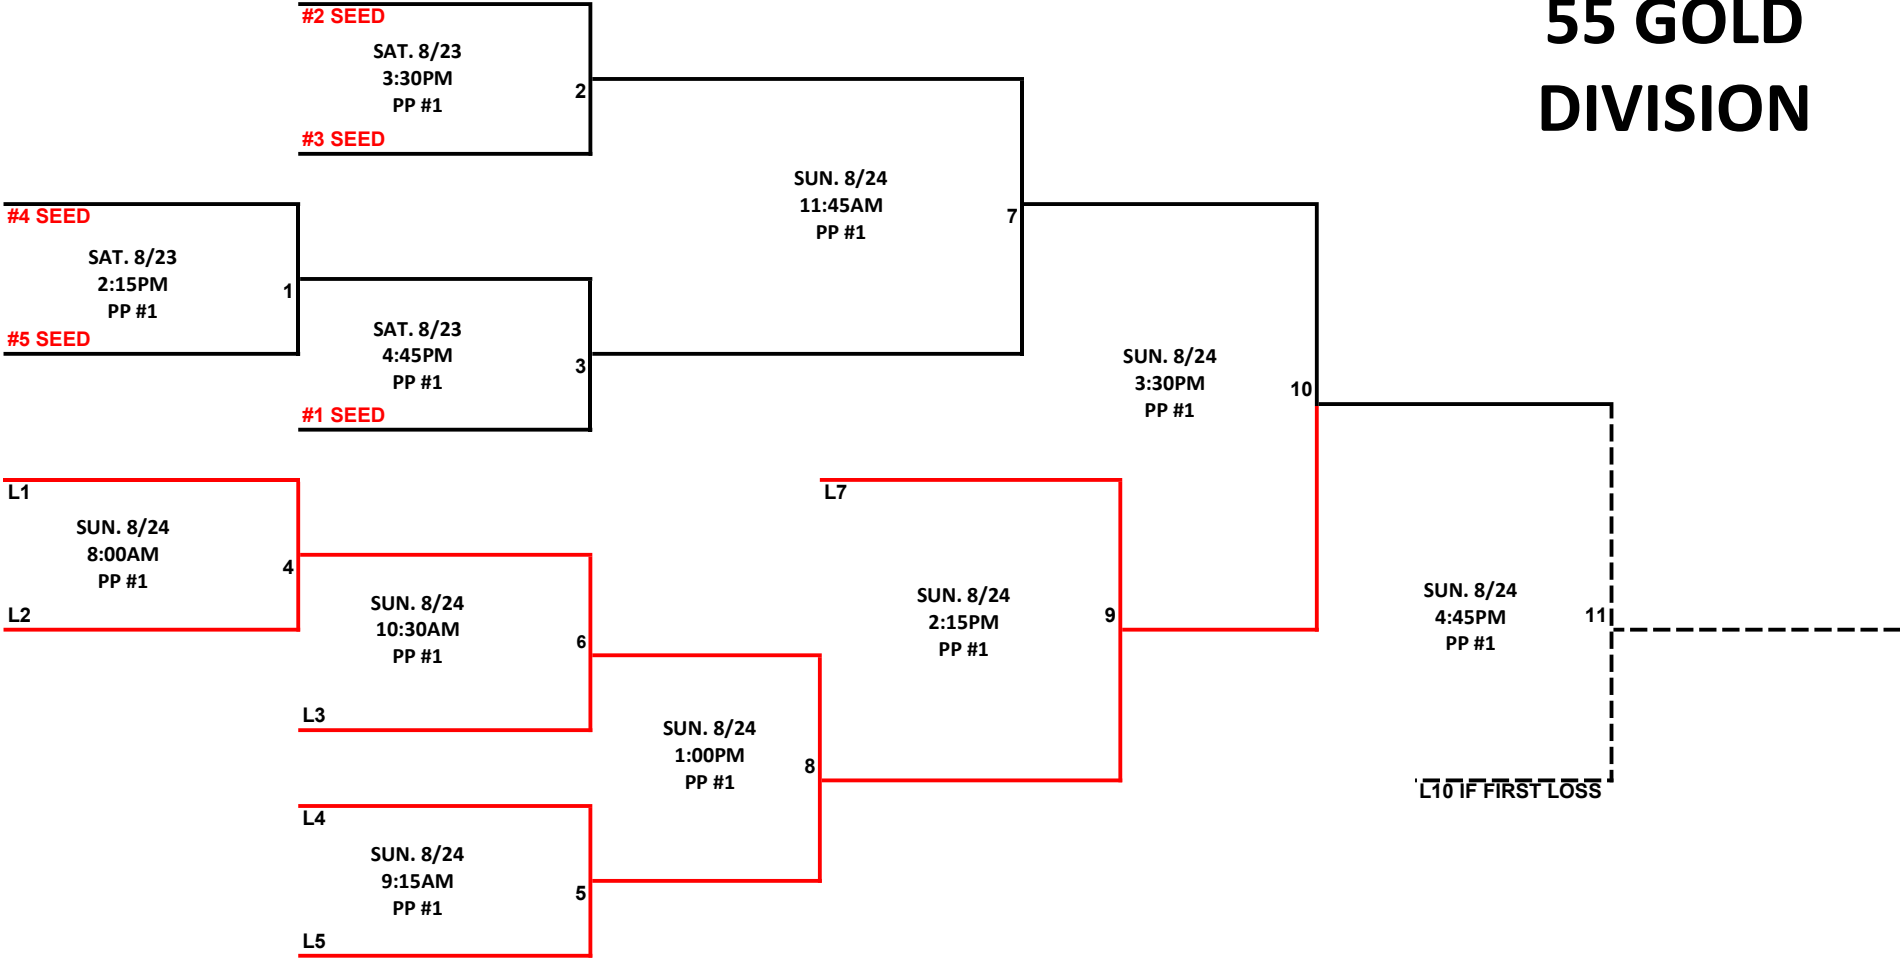 55 GOLD
DIVISION
#2 SEED
SAT. 8/23
3:30PM
PP #1
2
#3 SEED
#4 SEED
SAT. 8/23
2:15PM
PP #1
1
#5 SEED
SAT. 8/23
4:45PM
PP #1
3
#1 SEED
SUN. 8/24
11:45AM
PP #1
7
SUN. 8/24
3:30PM
PP #1
10
L1
SUN. 8/24
8:00AM
PP #1
4
L2
SUN. 8/24
10:30AM
PP #1
6
L3
L4
SUN. 8/24
9:15AM
PP #1
5
L5
SUN. 8/24
1:00PM
PP #1
8
L7
SUN. 8/24
2:15PM
PP #1
9
SUN. 8/24
4:45PM
PP #1
11
L10 IF FIRST LOSS